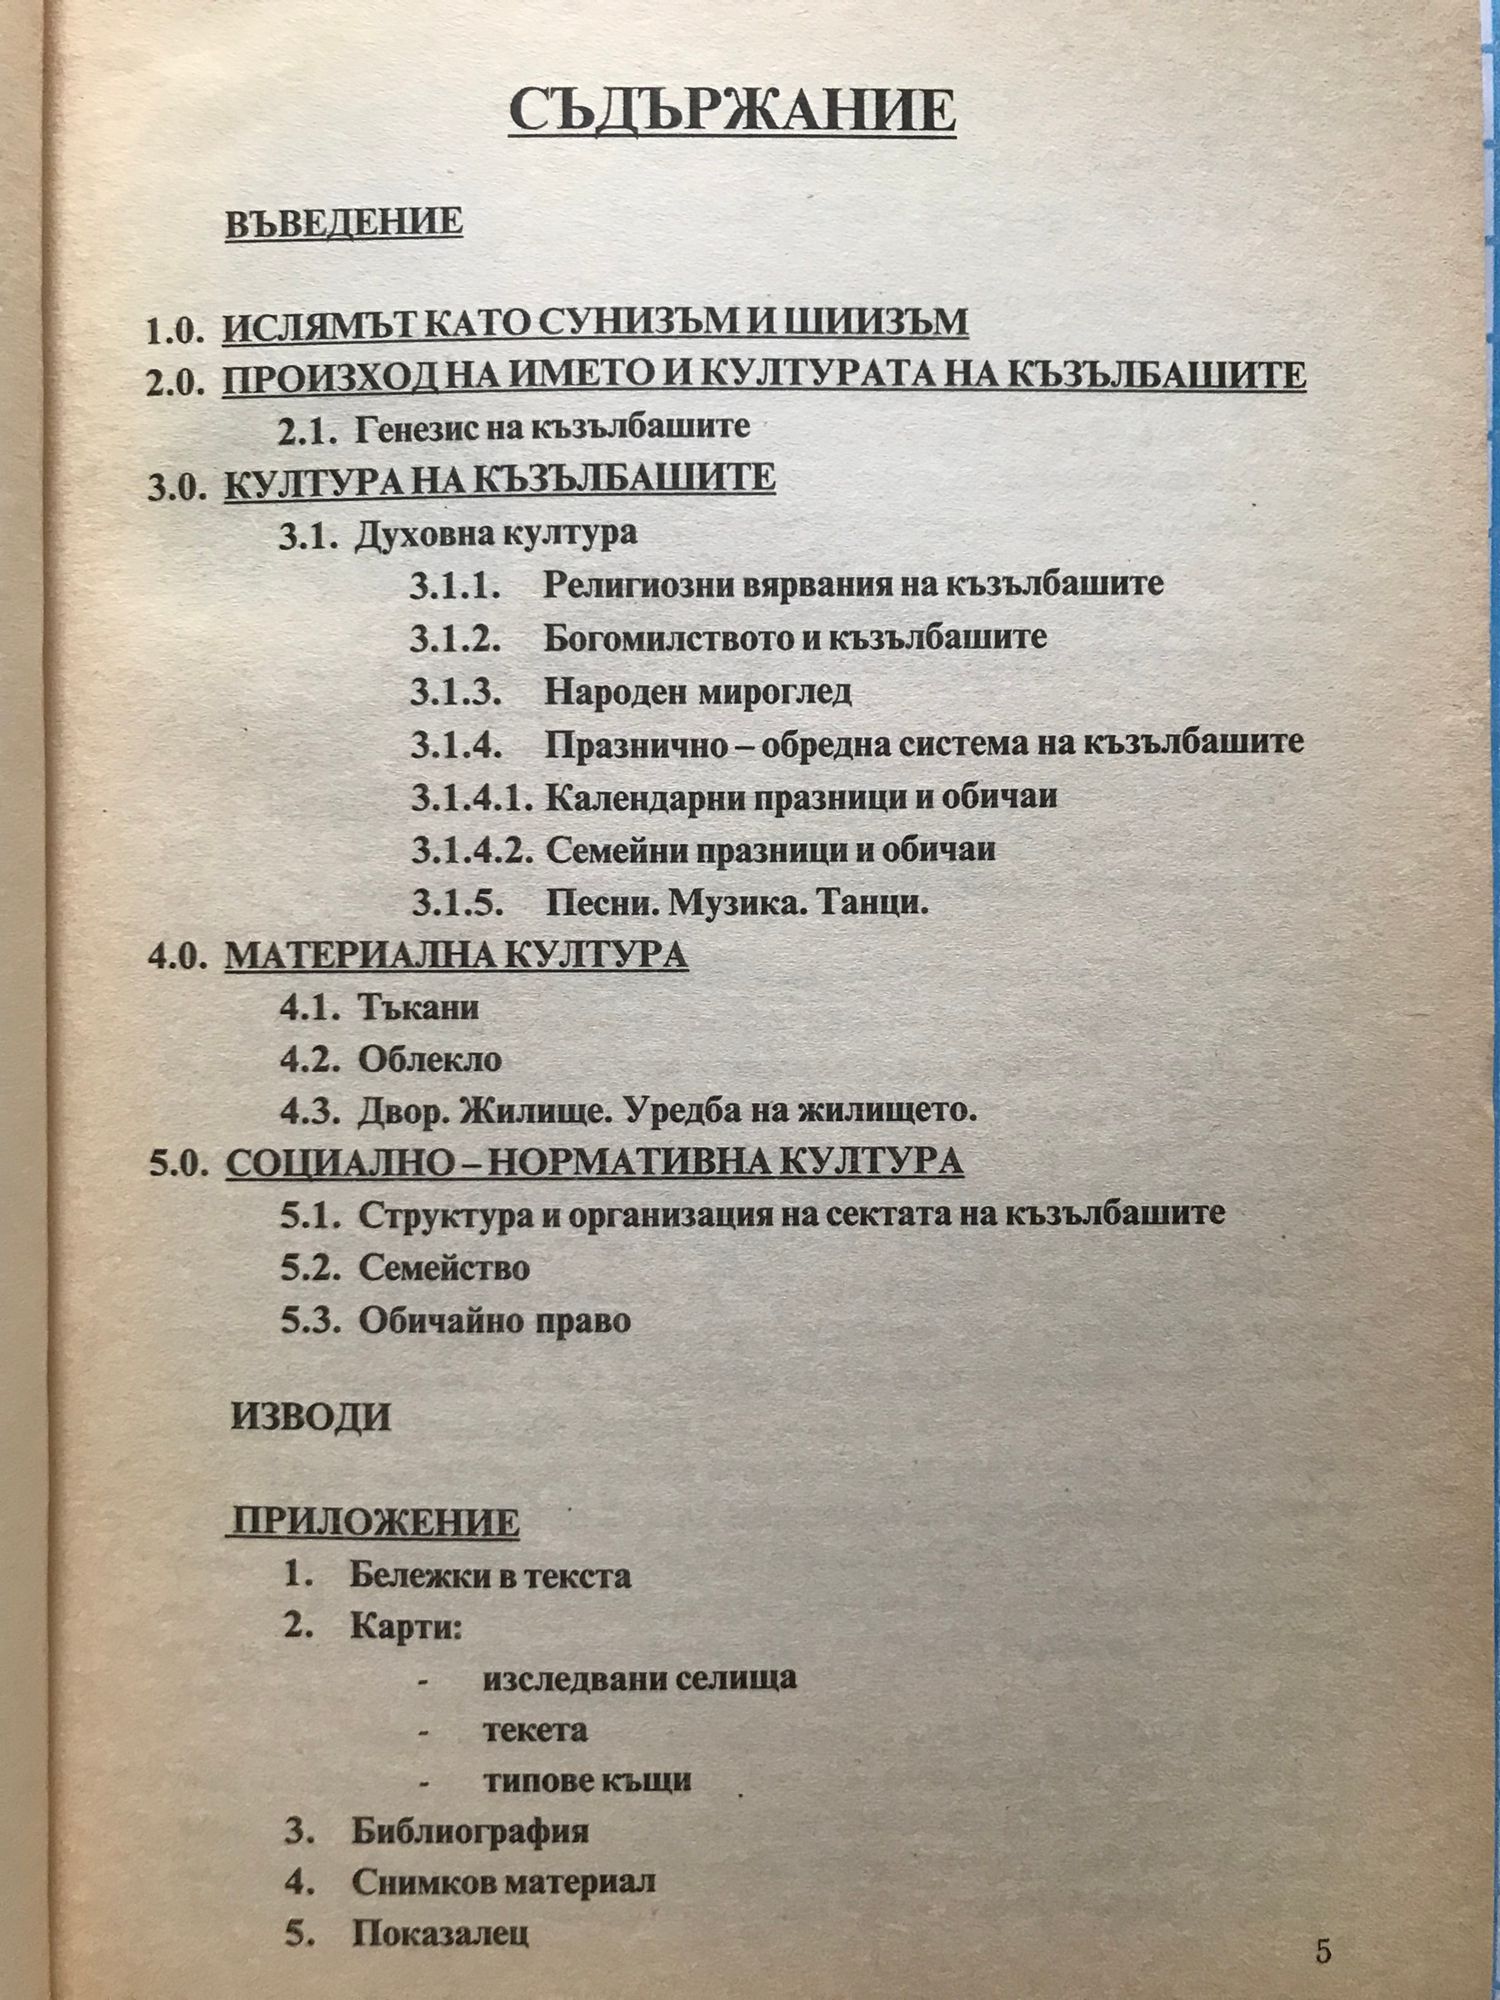 СЪДЪРЖАНИЕ
ВЪВЕДЕНИЕ
1.0. ИСЛЯМЪТ КАТО СУНИЗЪМ И ШИИЗЪМ
2.0. ПРОИЗХОД НА ИМЕТО И КУЛТУРАТА НА КЪЗЪЛБАШИТЕ
2.1. Генезис на къзълбашите
3.0. КУЛТУРА НА КЪЗЪЛБАШИТЕ
3.1. Духовна култура
3.1.1. Религиозни вярвания на къзълбашите
3.1.2. Богомилството и къзълбашите
3.1.3. Народен мироглед
3.1.4. Празнично – обредна система на къзълбашите
3.1.4.1. Календарни празници и обичаи
3.1.4.2. Семейни празници и обичаи
3.1.5. Песни. Музика. Танци.
4.0. МАТЕРИАЛНА КУЛТУРА
4.1. Тъкани
4.2. Облекло
4.3. Двор. Жилище. Уредба на жилището.
5.0. СОЦИАЛНО – НОРМАТИВНА КУЛТУРА
5.1. Структура и организация на сектата на къзълбашите
5.2. Семейство
5.3. Обичайно право
ИЗВОДИ
ПРИЛОЖЕНИЕ
1. Бележки в текста
2. Карти:
- изследвани селища
- текета
- типове къщи
3. Библиография
4. Снимков материал
5. Показалец
5